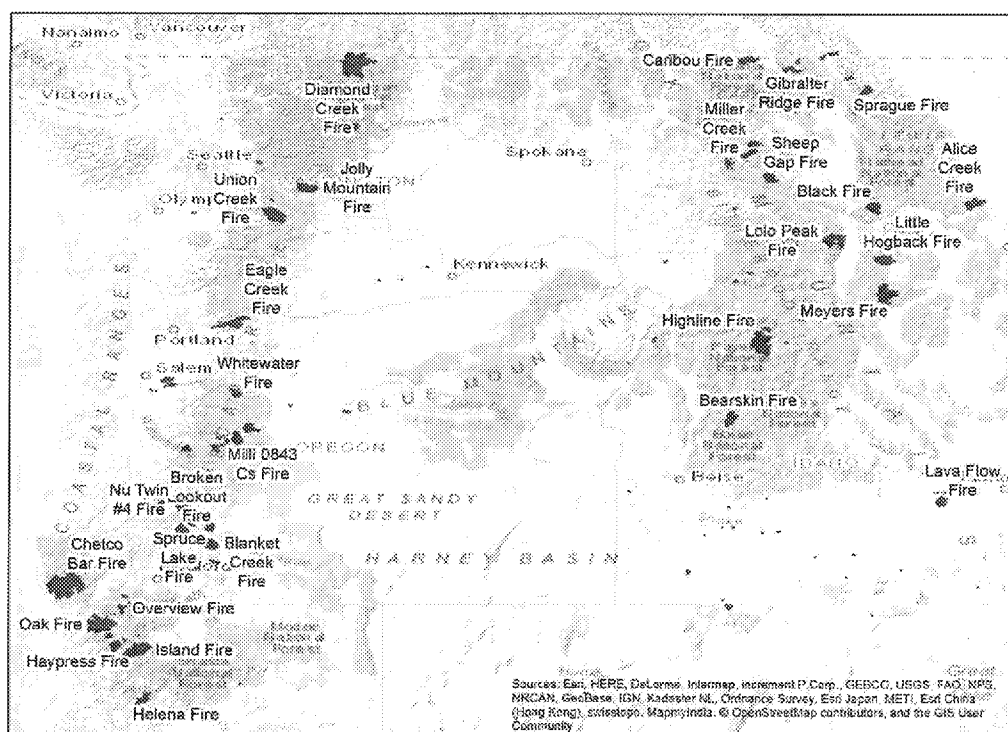 Nanaimo
Vancouver
Victoria
Diamond
Creek
Fire
Caribou Fire
Gibralter
Ridge Fire
Sprague Fire
Miller
Creek
Fire
Sheep
Gap Fire
Alice
Creek
Fire
Seattle
Spokane
Union
Creek
Fire
Jolly
Mountain
Fire
Black Fire
Little
Hogback Fire
Lolo Peak
Fire
Kennewick
Eagle
Creek
Fire
Meyers Fire
Highline Fire
Portland
Salem
Whitewater
Fire
COASTAL RANGES
BLUE MOUNTAINS
Bearskin Fire
OREGON
Milli 0843
Cs Fire
IDAHO
Boise
Lava Flow
Fire
Broken
Lookout
Fire
Nu Twin
#4 Fire
GREAT SANDY
DESERT
Chetco
Bar Fire
Spruce
Lake
Fire
Blanket
Creek
Fire
HARNEY BASIN
Overview Fire
Oak Fire
Haypress Fire
Island Fire
Helena Fire
Sources: Esri, HERE, DeLorme, Intermap, increment P Corp., GEBCO, USGS, FAO, NPS,
NRCAN, GeoBase, IGN, Kadaster NL, Ordnance Survey, Esri Japan, METI, Esri China
(Hong Kong), swisstopo, MapmyIndia, © OpenStreetMap contributors, and the GIS User
Community